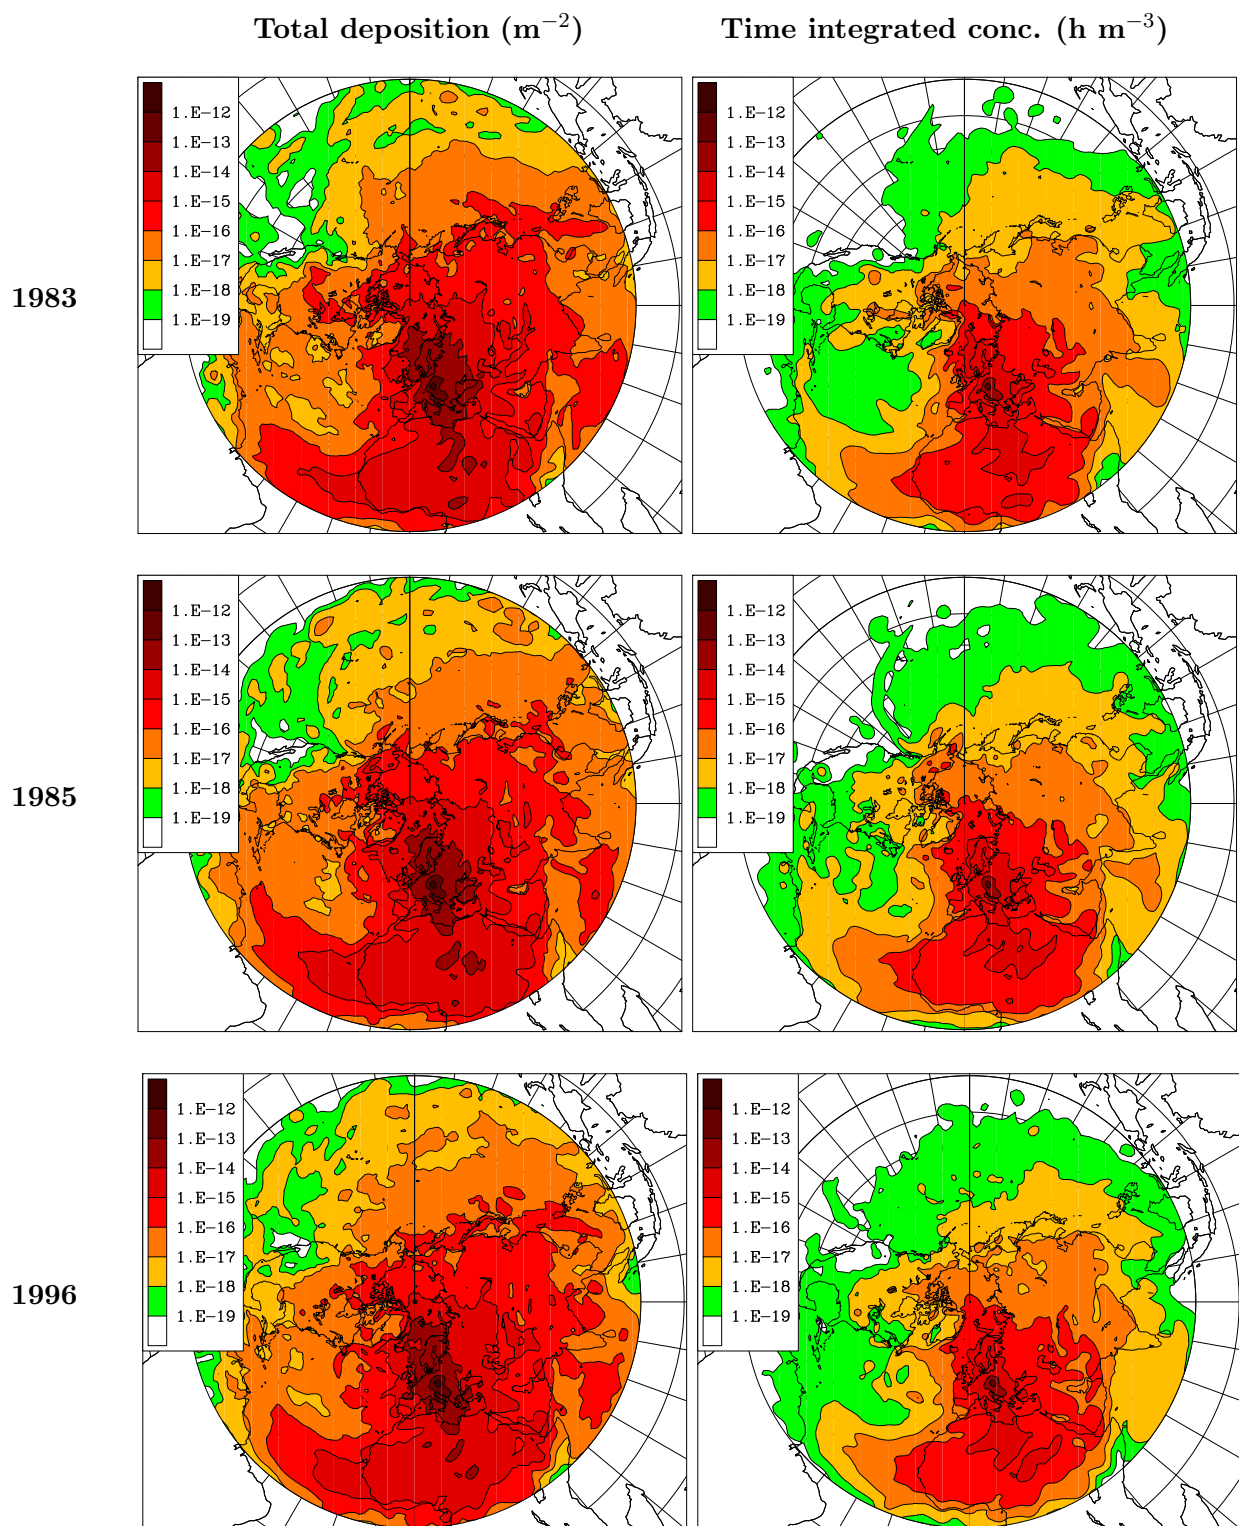 Total deposition (m−2) Time integrated conc. (h m−3)
1.E−12 1.E−12
1.E−13 1.E−13
1.E−14 1.E−14
1.E−15 1.E−15
1.E−16 1.E−16
1.E−17 1.E−17
1.E−18 1.E−18
1983
1.E−19 1.E−19
1.E−12 1.E−12
1.E−13 1.E−13
1.E−14 1.E−14
1.E−15 1.E−15
1.E−16 1.E−16
1.E−17 1.E−17
1.E−18 1.E−18
1985
1.E−19 1.E−19
1.E−12 1.E−12
1.E−13 1.E−13
1.E−14 1.E−14
1.E−15 1.E−15
1.E−16 1.E−16
1.E−17 1.E−17
1.E−18 1.E−18
1996
1.E−19 1.E−19